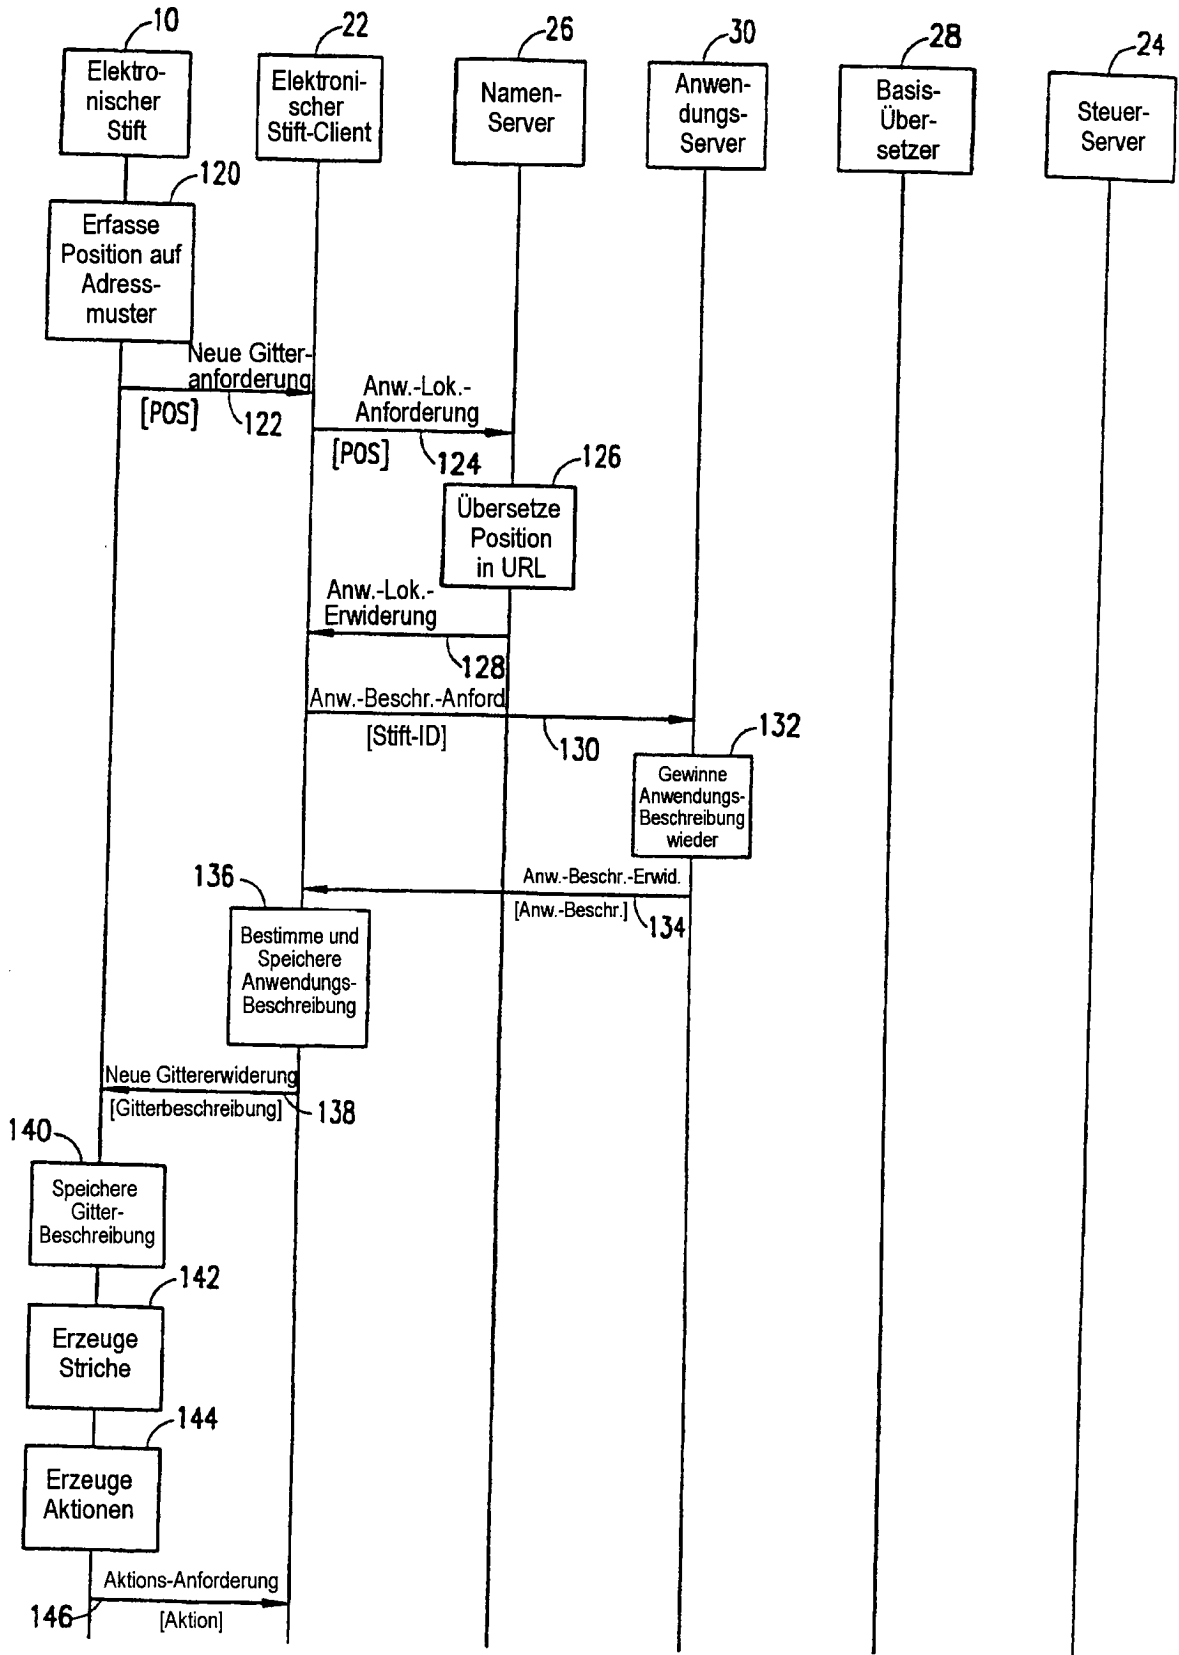 10
22
26
30
28
24
Elektro-
nischer
Stift
Elektroni-
scher
Stift-Client
Namen-
Server
Anwen-
dungs-
Server
Basis-
Über-
setzer
Steuer-
Server
120
Erfasse
Position auf
Adress-
muster
Neue Gitter-
anforderung
[POS]
122
Anw.-Lok.-
Anforderung
[POS]
124
126
Übersetze
Position
in URL
Anw.-Lok.-
Erwiderung
128
Anw.-Beschr.-Anford
[Stift-ID]
130
132
Gewinne
Anwendungs-
Beschreibung
wieder
Anw.-Beschr.-Erwid.
[Anw.-Beschr.]
134
136
Bestimme und
Speichere
Anwendungs-
Beschreibung
Neue Gittererwiderung
[Gitterbeschreibung]
138
140
Speichere
Gitter-
Beschreibung
142
Erzeuge
Striche
144
Erzeuge
Aktionen
Aktions-Anforderung
146
[Aktion]